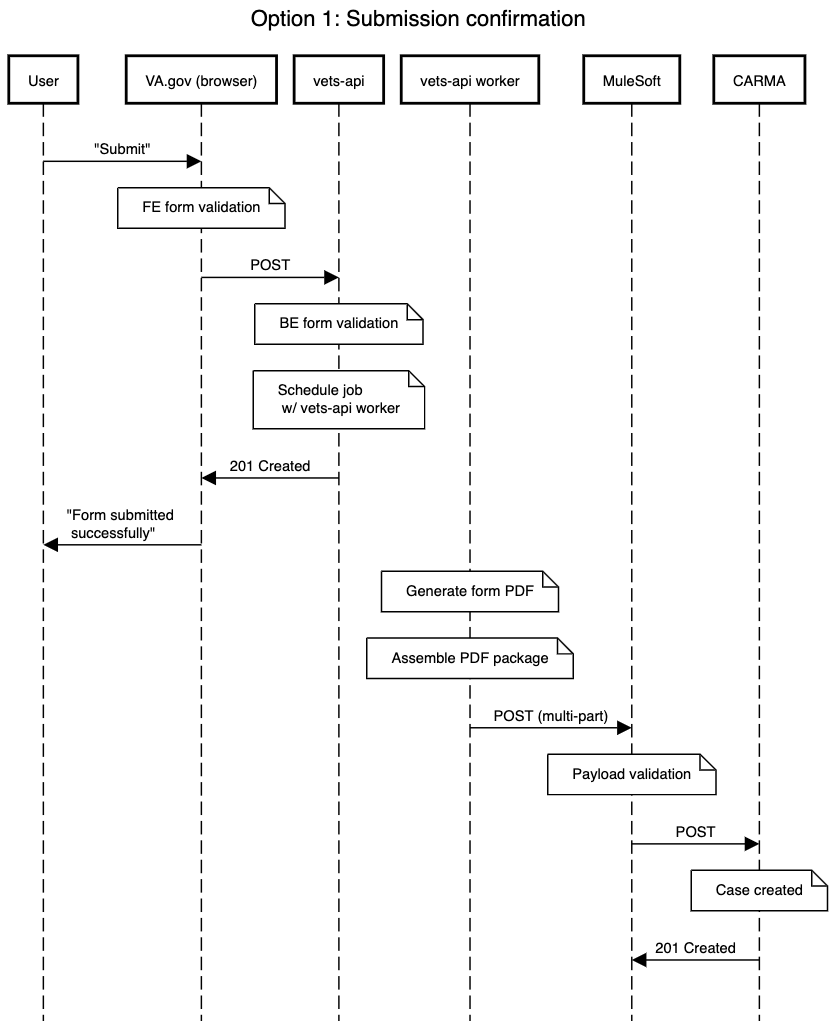 Option 1: Submission confirmation
User
VA.gov (browser)
vets-api
vets-api worker
MuleSoft
CARMA
"Submit"
FE form validation
POST
BE form validation
Schedule job
w/ vets-api worker
201 Created
"Form submitted
successfully"
Generate form PDF
Assemble PDF package
POST (multi-part)
Payload validation
POST
Case created
201 Created